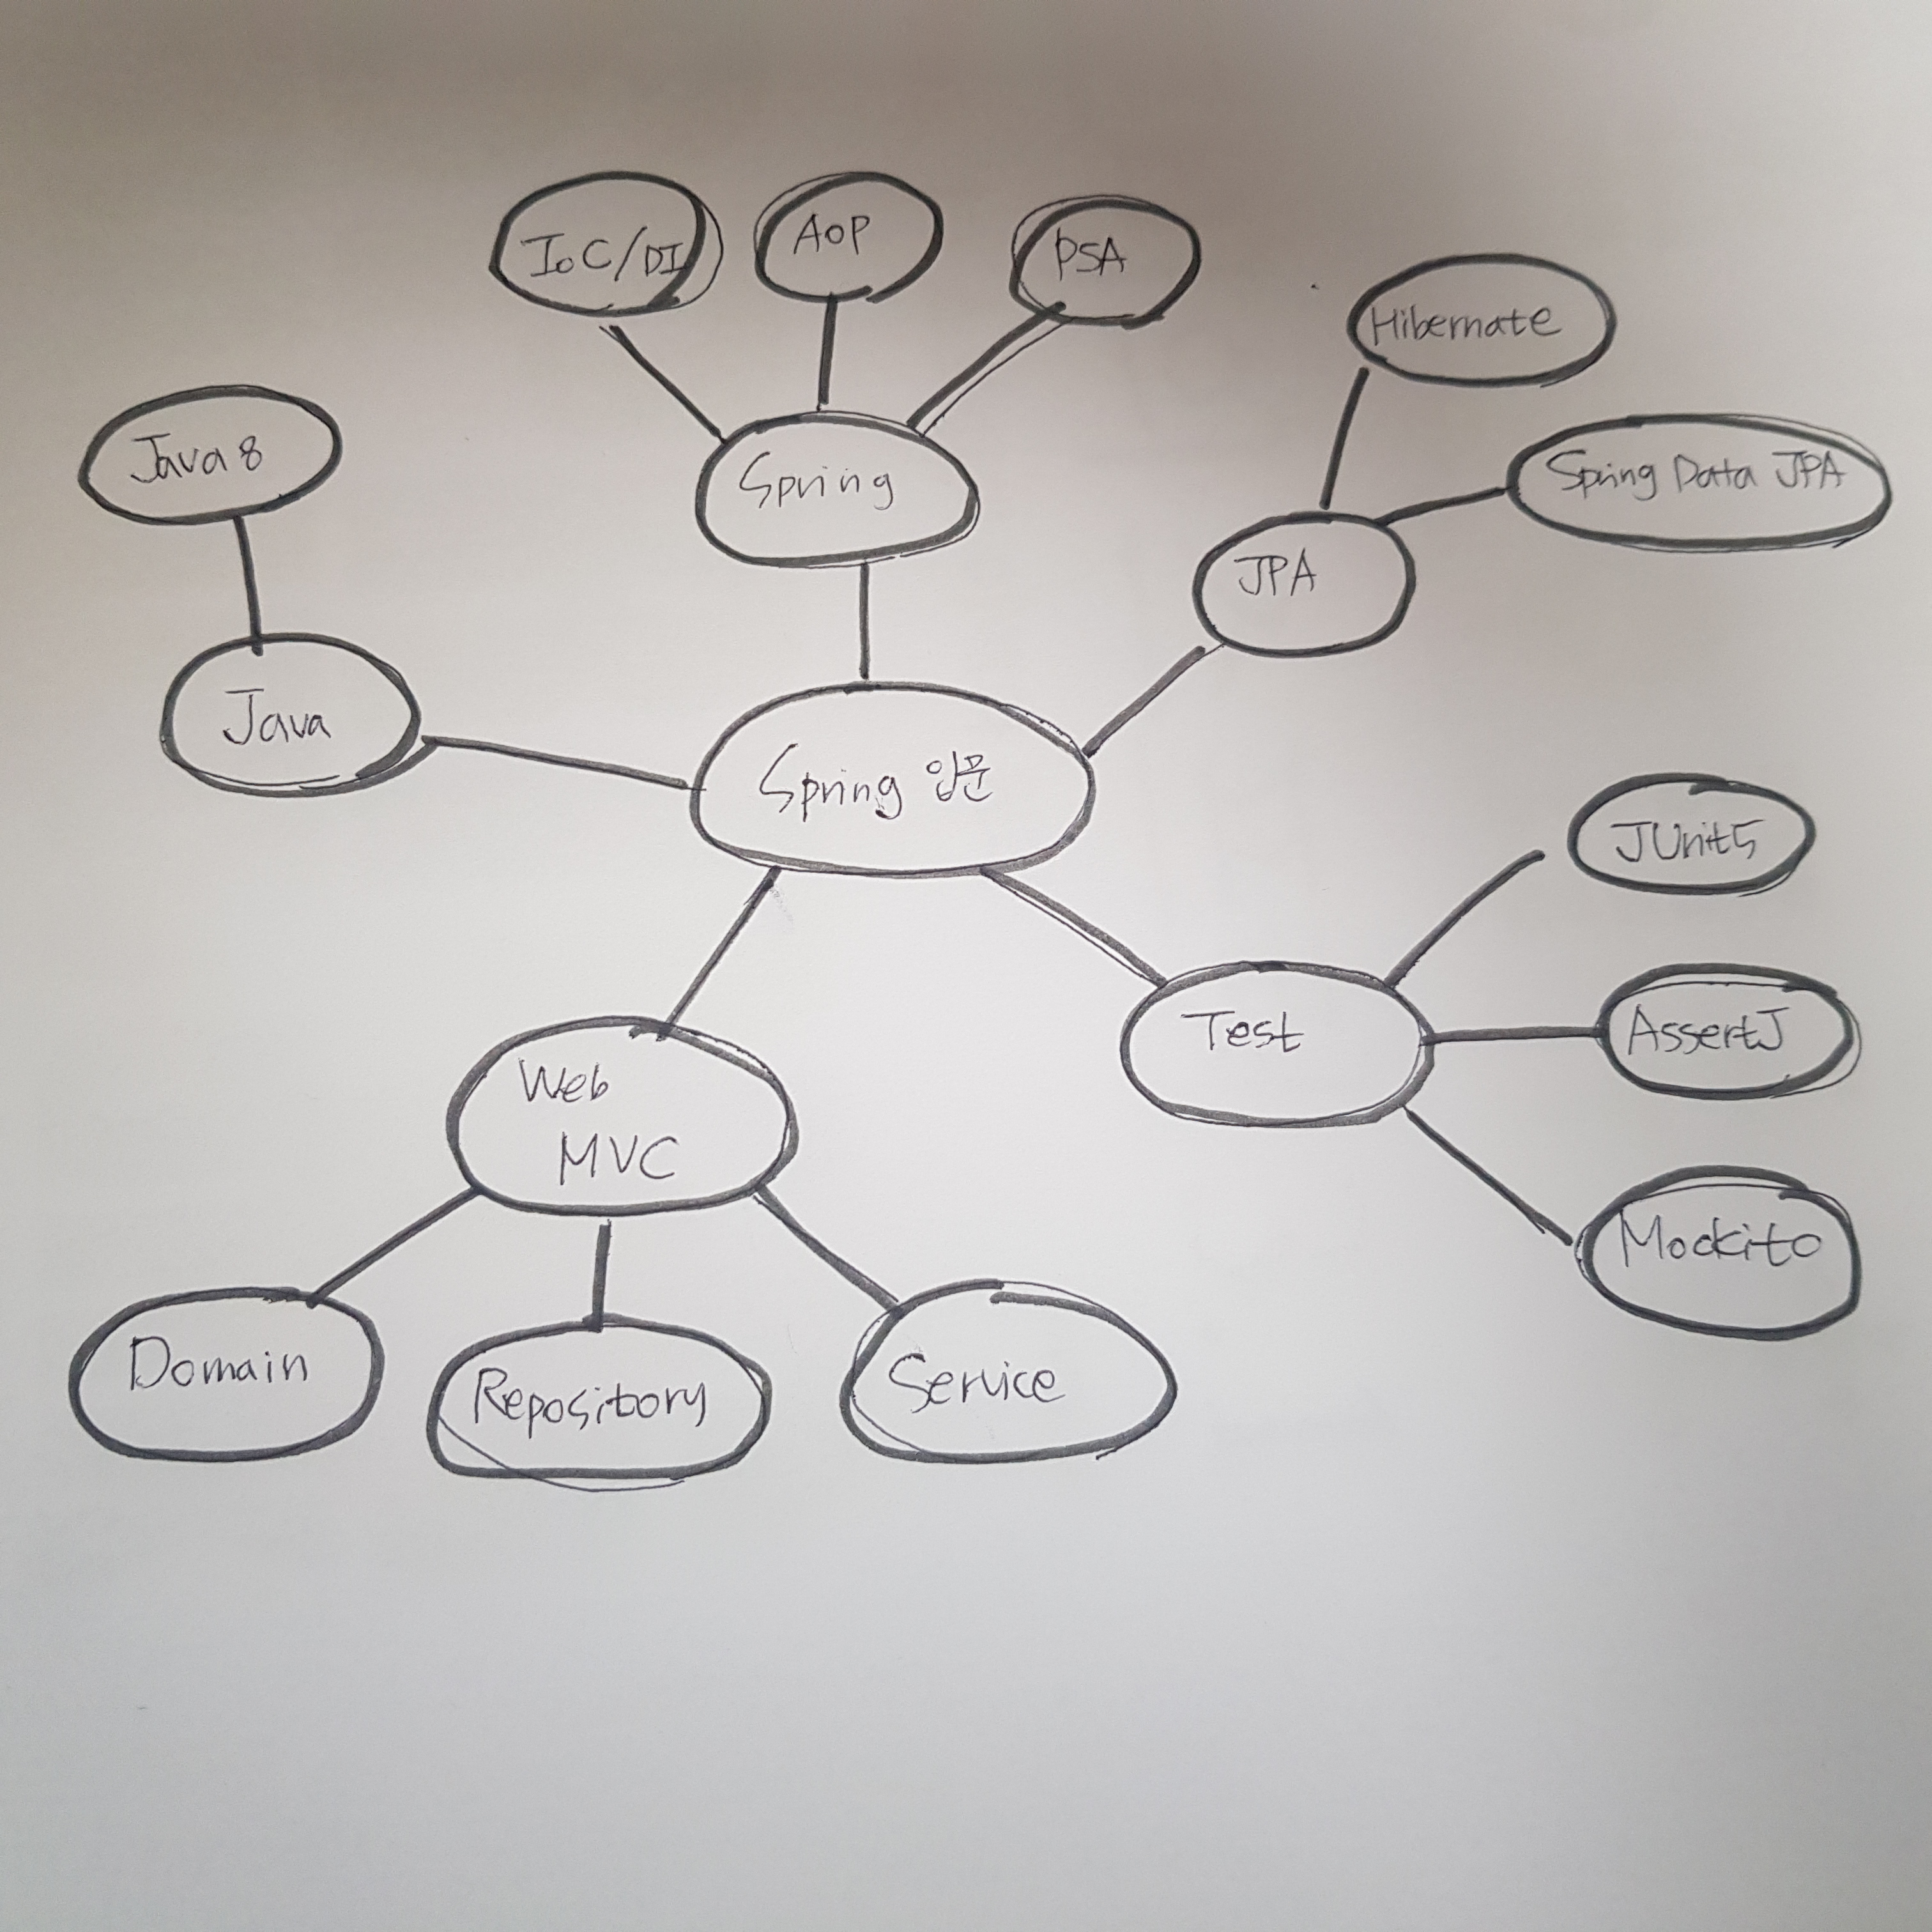 IoC/DI
AOP
PSA
Hibernate
Java 8
Spring
Spring Data JPA
JPA
Java
Spring 입문
JUnit5
Test
AssertJ
Web
MVC
Mockito
Domain
Repository
Service